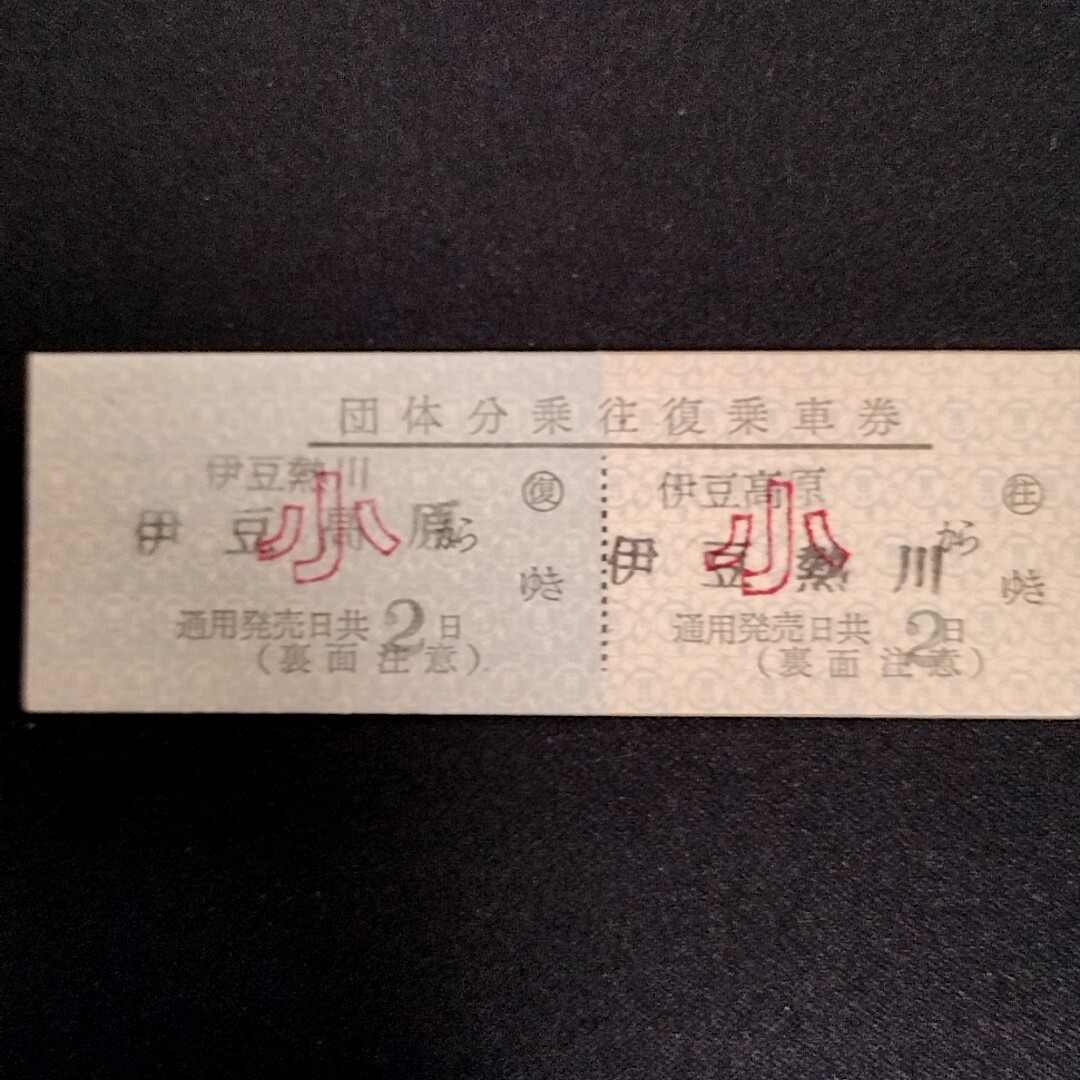 団体分乗往復乗車券
伊豆熱川
伊豆高原から
小
復
ゆき
通用発売日共2日
(裏面注意)
伊豆高原
伊豆熱川から
小
往
ゆき
通用発売日共2日
(裏面注意)